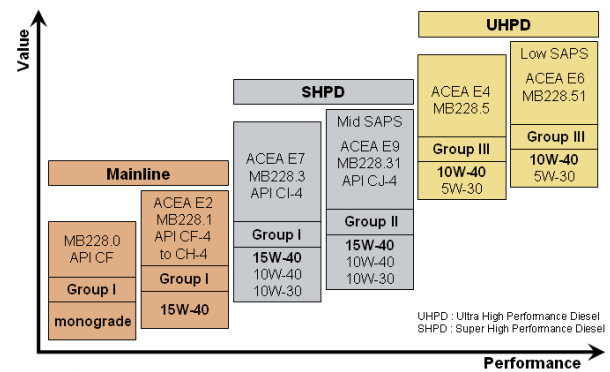 Value
UHPD
Low SAPS
ACEA E6
MB228.51
Group III
10W-40
5W-30
ACEA E4
MB228.5
Group III
10W-40
5W-30
SHPD
Mid SAPS
ACEA E9
MB228.31
API CJ-4
Group II
15W-40
10W-40
10W-30
ACEA E7
MB228.3
API CI-4
Group I
15W-40
10W-40
10W-30
Mainline
ACEA E2
MB228.1
API CF-4
to CH-4
Group I
15W-40
MB228.0
API CF
Group I
monograde
UHPD : Ultra High Performance Diesel
SHPD : Super High Performance Diesel
Performance